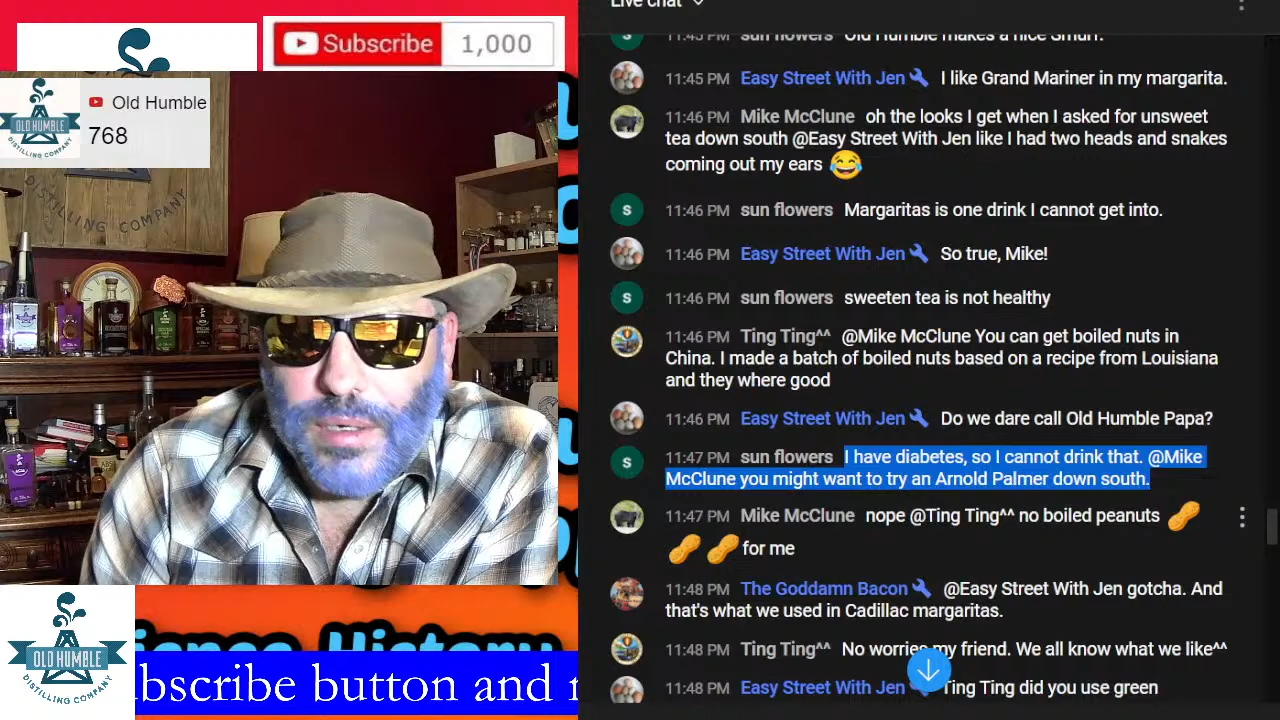 Subscribe 1,000
Old Humble
768
OLD HUMBLE
DISTILLING COMPANY
DISTILLING COMPANY
OLD HUMBLE
DISTILLING COMPANY
bscribe button and
Live chat
11:45 PM sun flowers Old Humble makes a nice Smurf.
11:45 PM Easy Street With Jen I like Grand Mariner in my margarita.
11:46 PM Mike McClune oh the looks I get when I asked for unsweet
tea down south @Easy Street With Jen like I had two heads and snakes
coming out my ears 😂
11:46 PM sun flowers Margaritas is one drink I cannot get into.
11:46 PM Easy Street With Jen So true, Mike!
11:46 PM sun flowers sweeten tea is not healthy
11:46 PM Ting Ting^^ @Mike McClune You can get boiled nuts in
China. I made a batch of boiled nuts based on a recipe from Louisiana
and they where good
11:46 PM Easy Street With Jen Do we dare call Old Humble Papa?
11:47 PM sun flowers I have diabetes, so I cannot drink that. @Mike
McClune you might want to try an Arnold Palmer down south.
11:47 PM Mike McClune nope @Ting Ting^^ no boiled peanuts 🥜
🥜 🥜 for me
11:48 PM The Goddamn Bacon @Easy Street With Jen gotcha. And
that's what we used in Cadillac margaritas.
11:48 PM Ting Ting^^ No worries my friend. We all know what we like^^
11:48 PM Easy Street With Jen Ting Ting did you use green